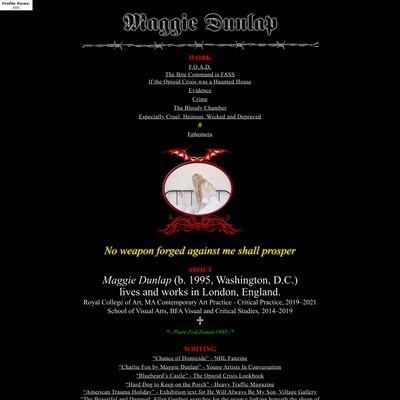 Profile Views:
Maggie Dunlap
WORK
F.O.A.D.
The Bite Command is FASS
If the Opioid Crisis was a Haunted House
Evidence
Crime
The Bloody Chamber
Especially Cruel, Heinous, Wicked and Depraved
#
Ephemera
No weapon forged against me shall prosper
ABOUT
Maggie Dunlap (b. 1995, Washington, D.C.)
lives and works in London, England.
Royal College of Art, MA Contemporary Art Practice - Critical Practice, 2019-2021
School of Visual Arts, BFA Visual and Critical Studies, 2014-2019
~Pure Evil Since 1995~
WRITING
"Chance of Homicide" - NHL Fanzine
"Charlie Fox by Maggie Dunlap" - Young Artists In Conversation
"Bluebeard's Castle" - The Opioid Crisis Lookbook
"Hard Dog to Keep on the Porch" - Heavy Traffic Magazine
"American Trauma Holiday" - Exhibition text for He Will Always Be My Son, Village Gallery
"The Beautiful and Damned: